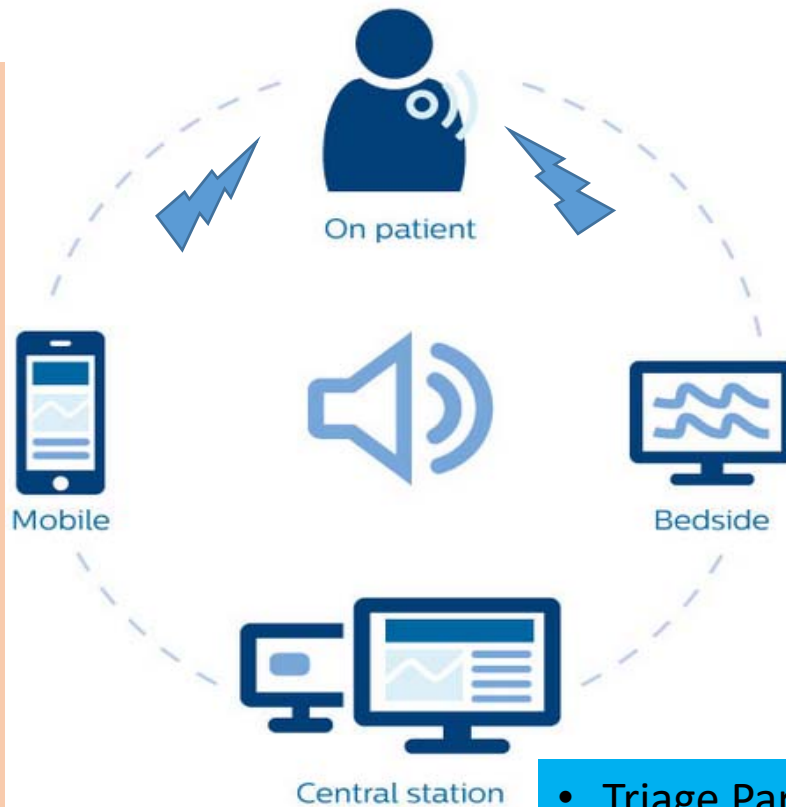 On patient
Mobile
Bedside
Central station
• Triage